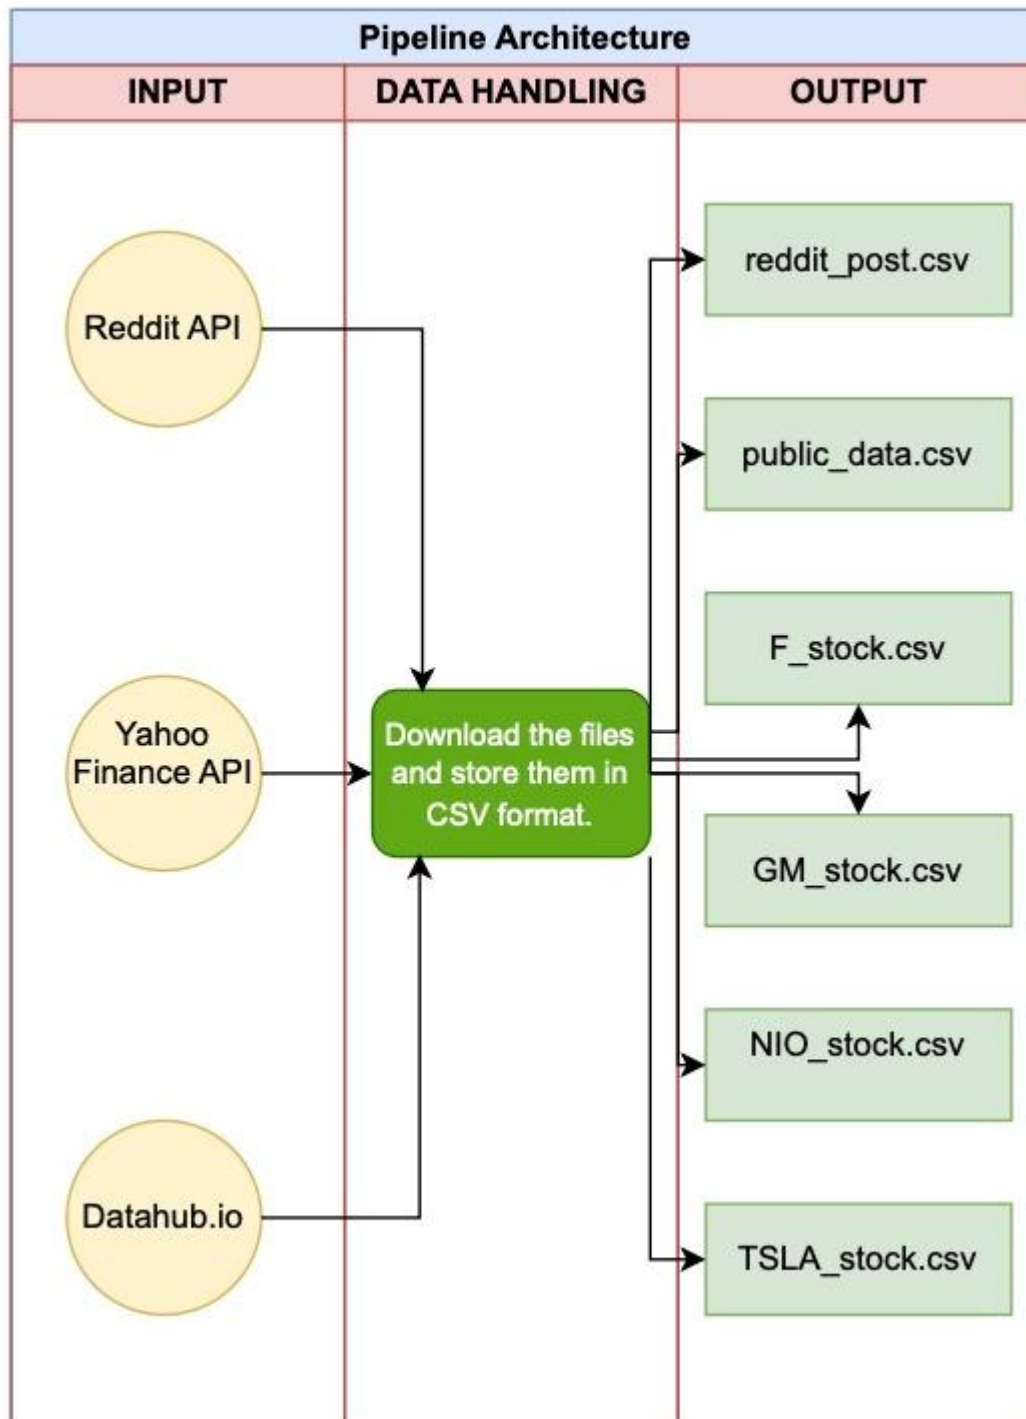 Pipeline Architecture
INPUT
DATA HANDLING
OUTPUT
Reddit API
Yahoo
Finance API
Datahub.io
Download the files
and store them in
CSV format.
reddit_post.csv
public_data.csv
F_stock.csv
GM_stock.csv
NIO_stock.csv
TSLA_stock.csv